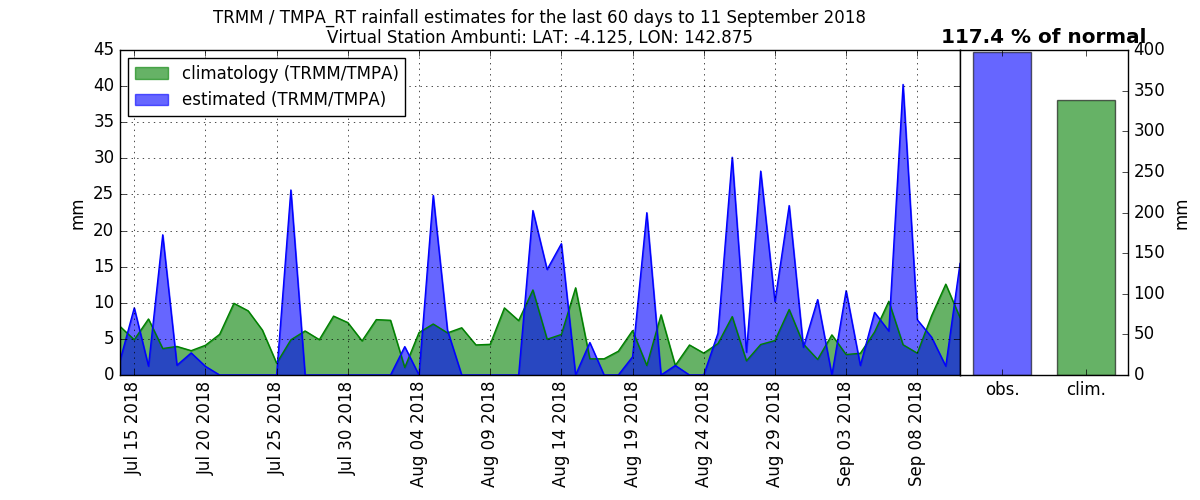 TRMM / TMPA_RT rainfall estimates for the last 60 days to 11 September 2018
Virtual Station Ambunti: LAT: -4.125, LON: 142.875
117.4 % of normal
climatology (TRMM/TMPA)
estimated (TRMM/TMPA)
mm
45
40
35
30
25
20
15
10
5
0
Jul 15 2018
Jul 20 2018
Jul 25 2018
Jul 30 2018
Aug 04 2018
Aug 09 2018
Aug 14 2018
Aug 19 2018
Aug 24 2018
Aug 29 2018
Sep 03 2018
Sep 08 2018
400
350
300
250
200
150
100
50
0
mm
obs.
clim.